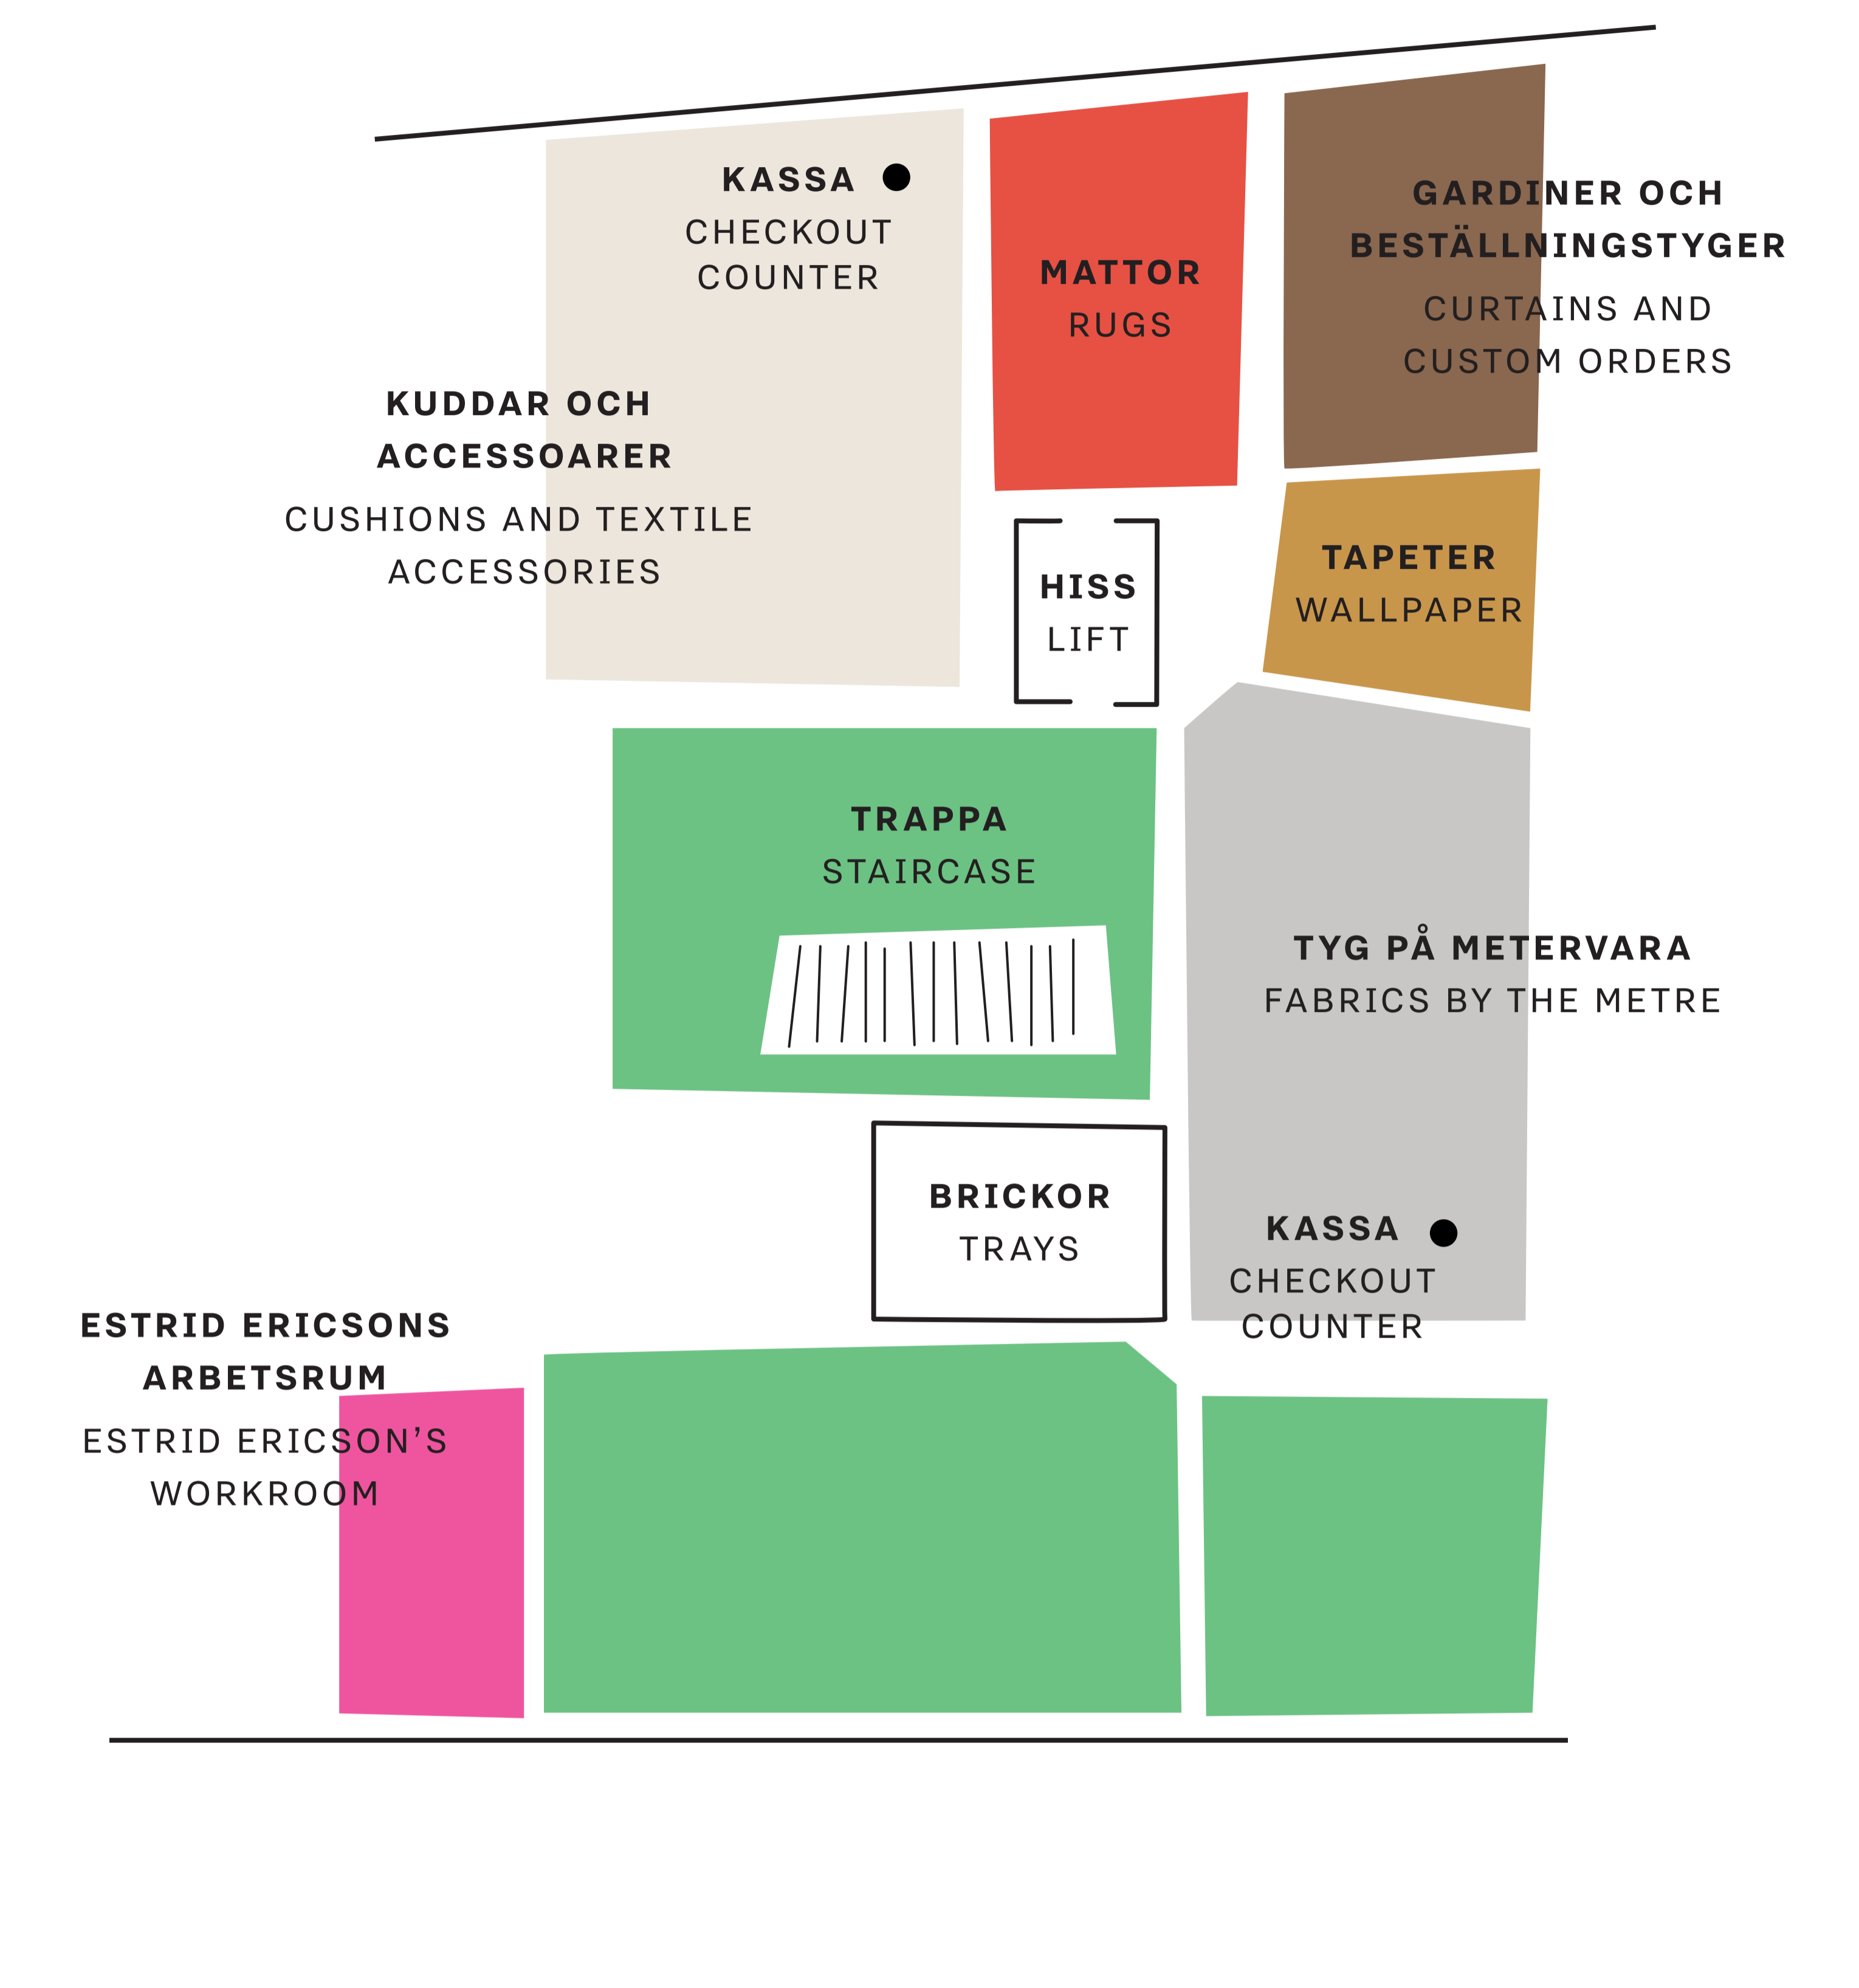 KASSA
CHECKOUT
COUNTER
MATTOR
RUGS
GARDINER OCH
BESTÄLLNINGSTYGER
CURTAINS AND
CUSTOM ORDERS
KUDDAR OCH
ACCESSOARER
CUSHIONS AND TEXTILE
ACCESSORIES
HISS
LIFT
TAPETER
WALLPAPER
TRAPPA
STAIRCASE
TYG PÅ METERVARA
FABRICS BY THE METRE
BRICKOR
TRAYS
KASSA
CHECKOUT
COUNTER
ESTRID ERICSONS
ARBETSRUM
ESTRID ERICSON’S
WORKROOM